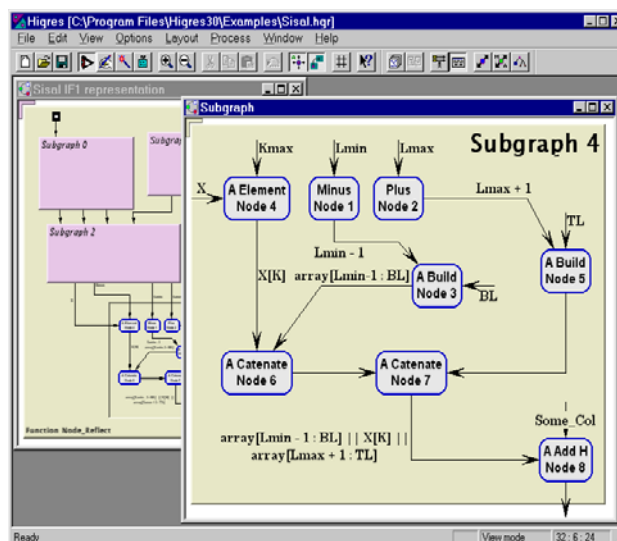 Higres [C:\Program Files\Higres30\Examples\Sisal.hgr]
File Edit View Options Layout Process Window Help
Sisal IF1 representation
Subgraph 0
Subgraph 2
Function Node_Reflect
Subgraph
Subgraph 4
Kmax
Lmin
Lmax
X
A Element
Node 4
Minus
Node 1
Plus
Node 2
Lmax + 1
TL
Lmin - 1
X[K]
array[Lmin-1 : BL]
A Build
Node 3
BL
A Build
Node 5
A Catenate
Node 6
A Catenate
Node 7
Some_Col
array[Lmin - 1 : BL] || X[K] ||
array[Lmax + 1 : TL]
A Add H
Node 8
Ready
View mode
32 : 6 : 24